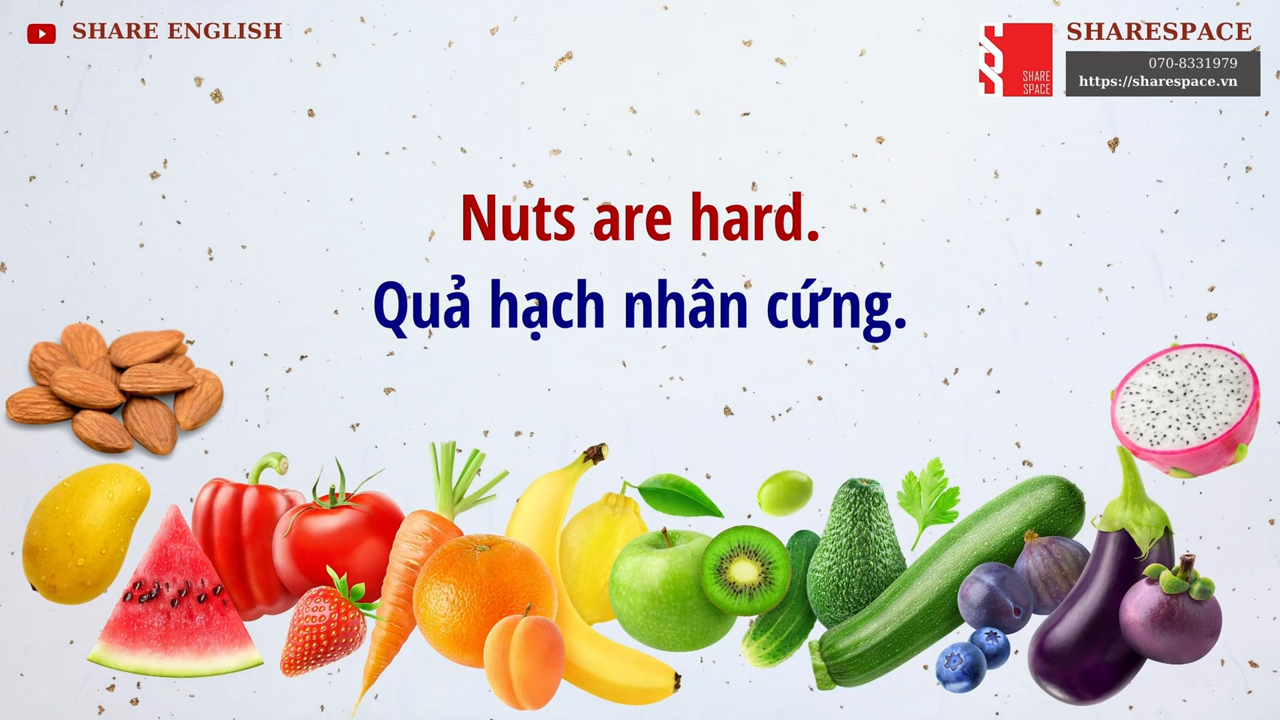 SHARE ENGLISH
SHARESPACE
070-8331979
https://sharespace.vn
SHARE
SPACE
Nuts are hard.
Quả hạch nhân cứng.